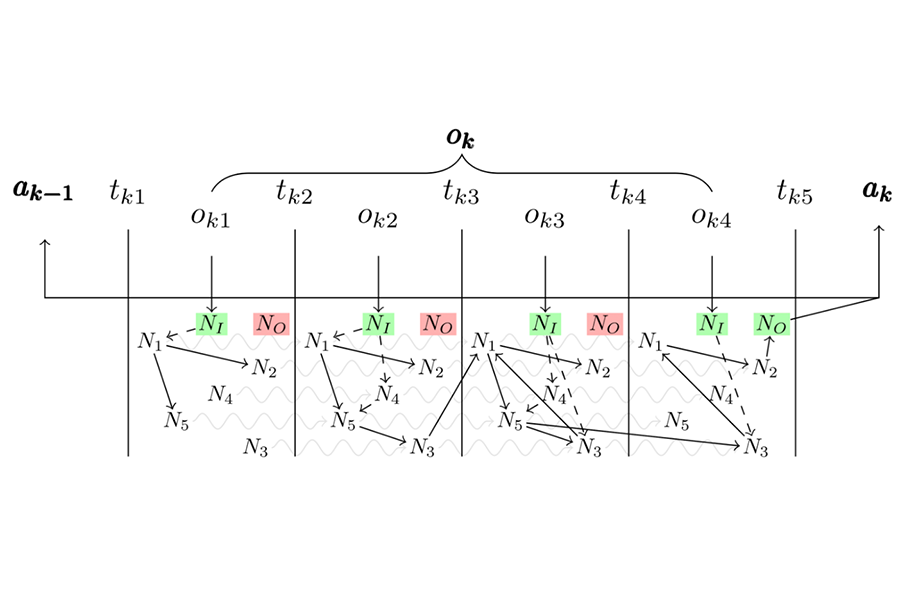 o_k
a_{k−1} t_{k1} t_{k2} t_{k3} t_{k4} t_{k5} a_k
o_{k1} o_{k2} o_{k3} o_{k4}
N_I N_O N_I N_O N_I N_O N_I N_O
N_1 N_1 N_1 N_1
N_2 N_2 N_2 N_2
N_4 N_4 N_4 N_4
N_5 N_5 N_5 N_5
N_3 N_3 N_3 N_3